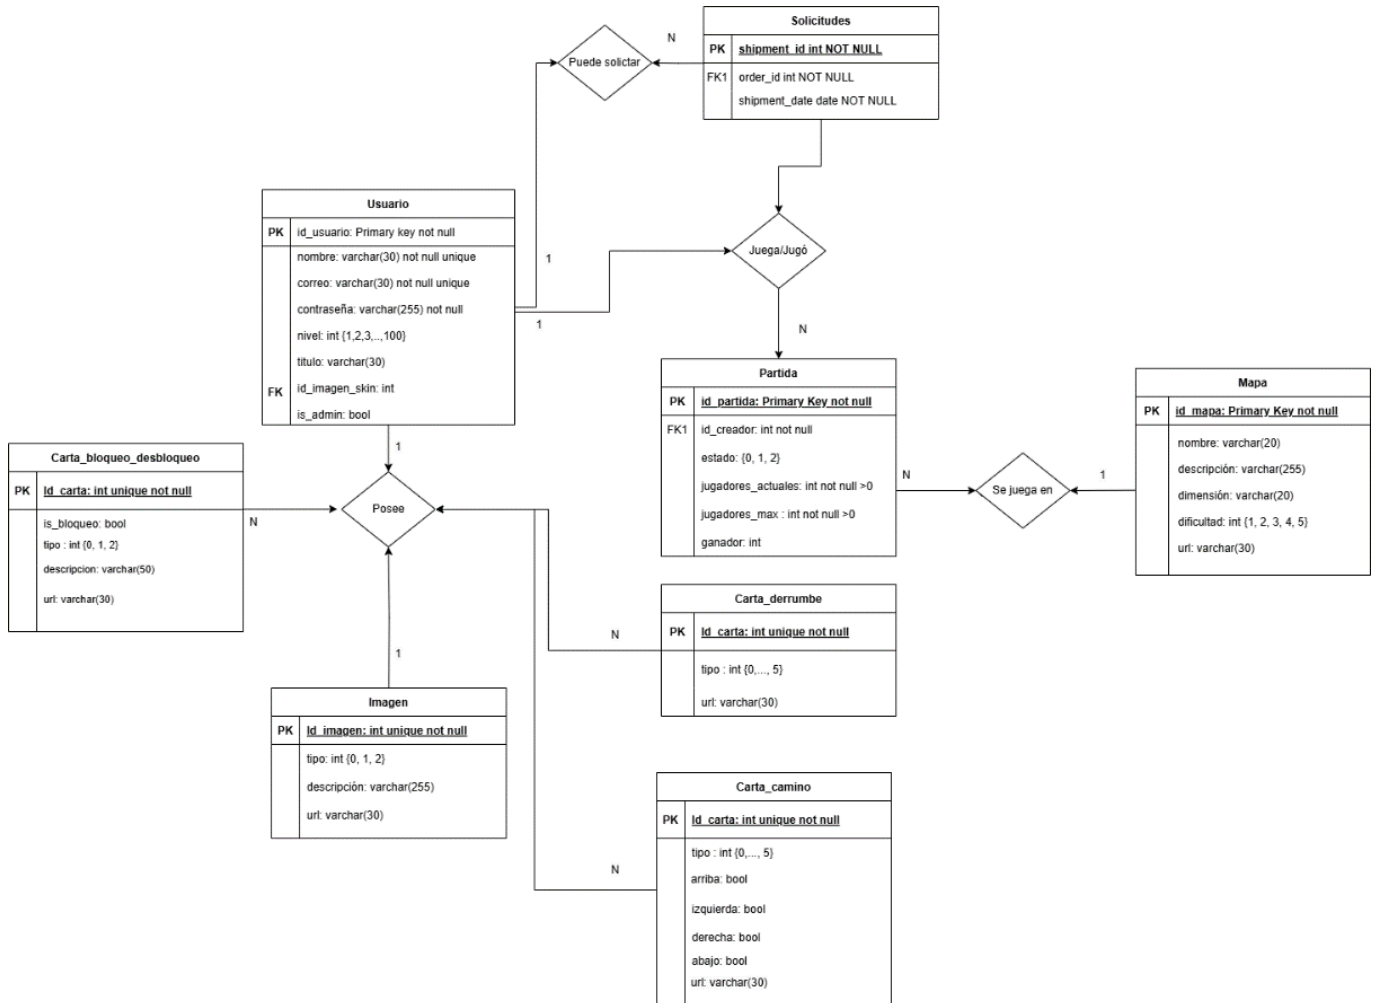 Solicitudes
PK shipment_id int NOT NULL
FK1 order_id int NOT NULL
shipment_date date NOT NULL
Puede solictar
N
1
Usuario
PK id_usuario: Primary key not null
nombre: varchar(30) not null unique
correo: varchar(30) not null unique
contraseña: varchar(255) not null
nivel: int {1,2,3,..,100}
titulo: varchar(30)
FK id_imagen_skin: int
is_admin: bool
1
Juega/Jugó
N
Partida
PK id_partida: Primary Key not null
FK1 id_creador: int not null
estado: {0, 1, 2}
jugadores_actuales: int not null >0
jugadores_max : int not null >0
ganador: int
N
Se juega en
1
Mapa
PK id_mapa: Primary Key not null
nombre: varchar(20)
descripción: varchar(255)
dimensión: varchar(20)
dificultad: int {1, 2, 3, 4, 5}
url: varchar(30)
1
Posee
Carta_bloqueo_desbloqueo
PK Id_carta: int unique not null
is_bloqueo: bool
tipo : int {0, 1, 2}
descripcion: varchar(50)
url: varchar(30)
N
1
Imagen
PK Id_imagen: int unique not null
tipo: int {0, 1, 2}
descripción: varchar(255)
url: varchar(30)
Carta_derrumbe
PK Id_carta: int unique not null
tipo : int {0,..., 5}
url: varchar(30)
N
Carta_camino
PK Id_carta: int unique not null
tipo : int {0,..., 5}
arriba: bool
izquierda: bool
derecha: bool
abajo: bool
url: varchar(30)
N